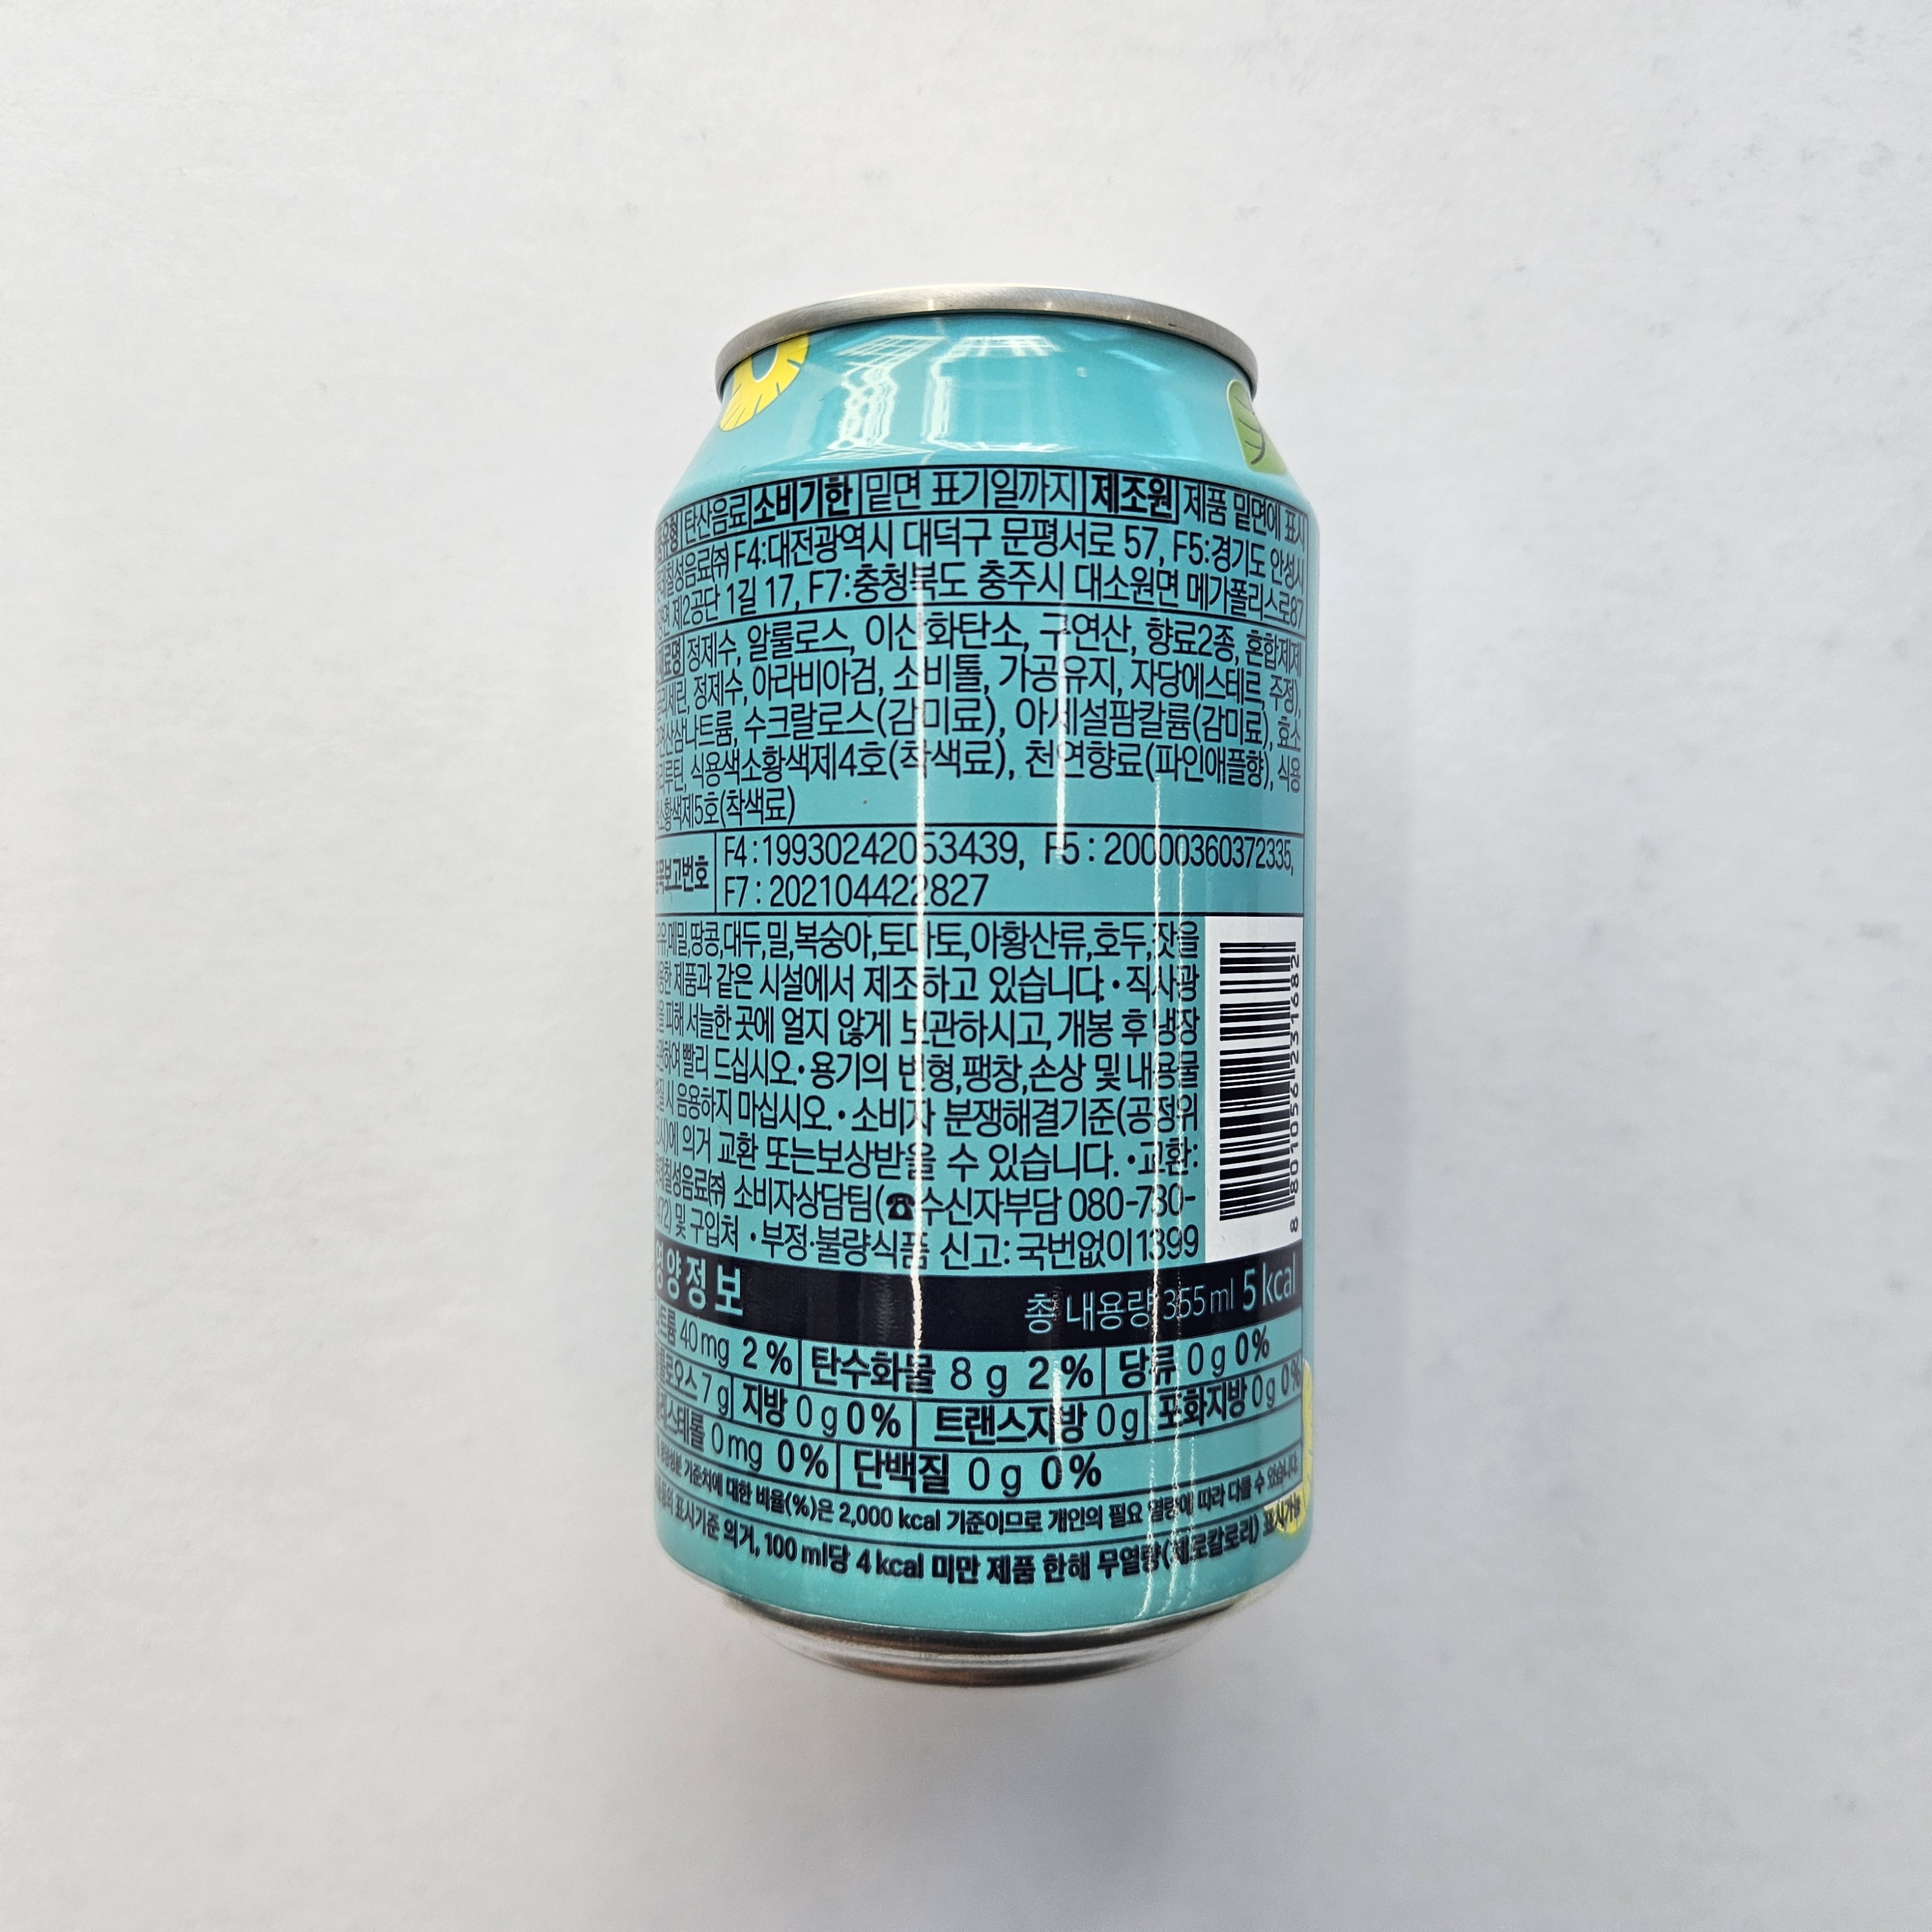 탄산음료 소비기한 밑면 표기일까지 제조원 제품 밑면에 표시
칠성음료㈜ F4:대전광역시 대덕구 문평서로 57, F5:경기도 안성시
제2공단 1길 17, F7:충청북도 충주시 대소원면 메가폴리스로87
정제수, 알룰로스, 이산화탄소, 구연산, 향료2종, 혼합제제
정제수, 아라비아검, 소비톨, 가공유지, 자당에스테르, 주정),
수크랄로스(감미료), 아세설팜칼륨(감미료), 효소
식용색소황색제4호(착색료), 천연향료(파인애플향), 식용
황색제5호(착색료)
F4 : 19930242053439, F5 : 20000360372335,
F7 : 202104422827
메밀,땅콩,대두,밀,복숭아,토마토,아황산류,호두,잣을
제품과 같은 시설에서 제조하고 있습니다.•직사광
피해 서늘한 곳에 얼지 않게 보관하시고, 개봉 후 냉장
빨리 드십시오.•용기의 변형,팽창,손상 및 내용물
시 음용하지 마십시오.•소비자 분쟁해결기준(공정위
에 의거 교환 또는보상받을 수 있습니다.•교환:
칠성음료㈜ 소비자상담팀(☎수신자부담 080-730-
및 구입처 •부정·불량식품 신고: 국번없이1399
8 801056 231682
영양정보 총 내용량 355ml 5kcal
40mg 2% 탄수화물 8g 2% 당류 0g 0%
7g 지방 0g 0% 트랜스지방 0g 포화지방 0g 0%
0mg 0% 단백질 0g 0%
기준치에 대한 비율(%)은 2,000 kcal 기준이므로 개인의 필요 열량에 따라 다를 수 있습니다.
표시기준 의거, 100ml당 4kcal 미만 제품 한해 무열량(제로칼로리) 표시가능